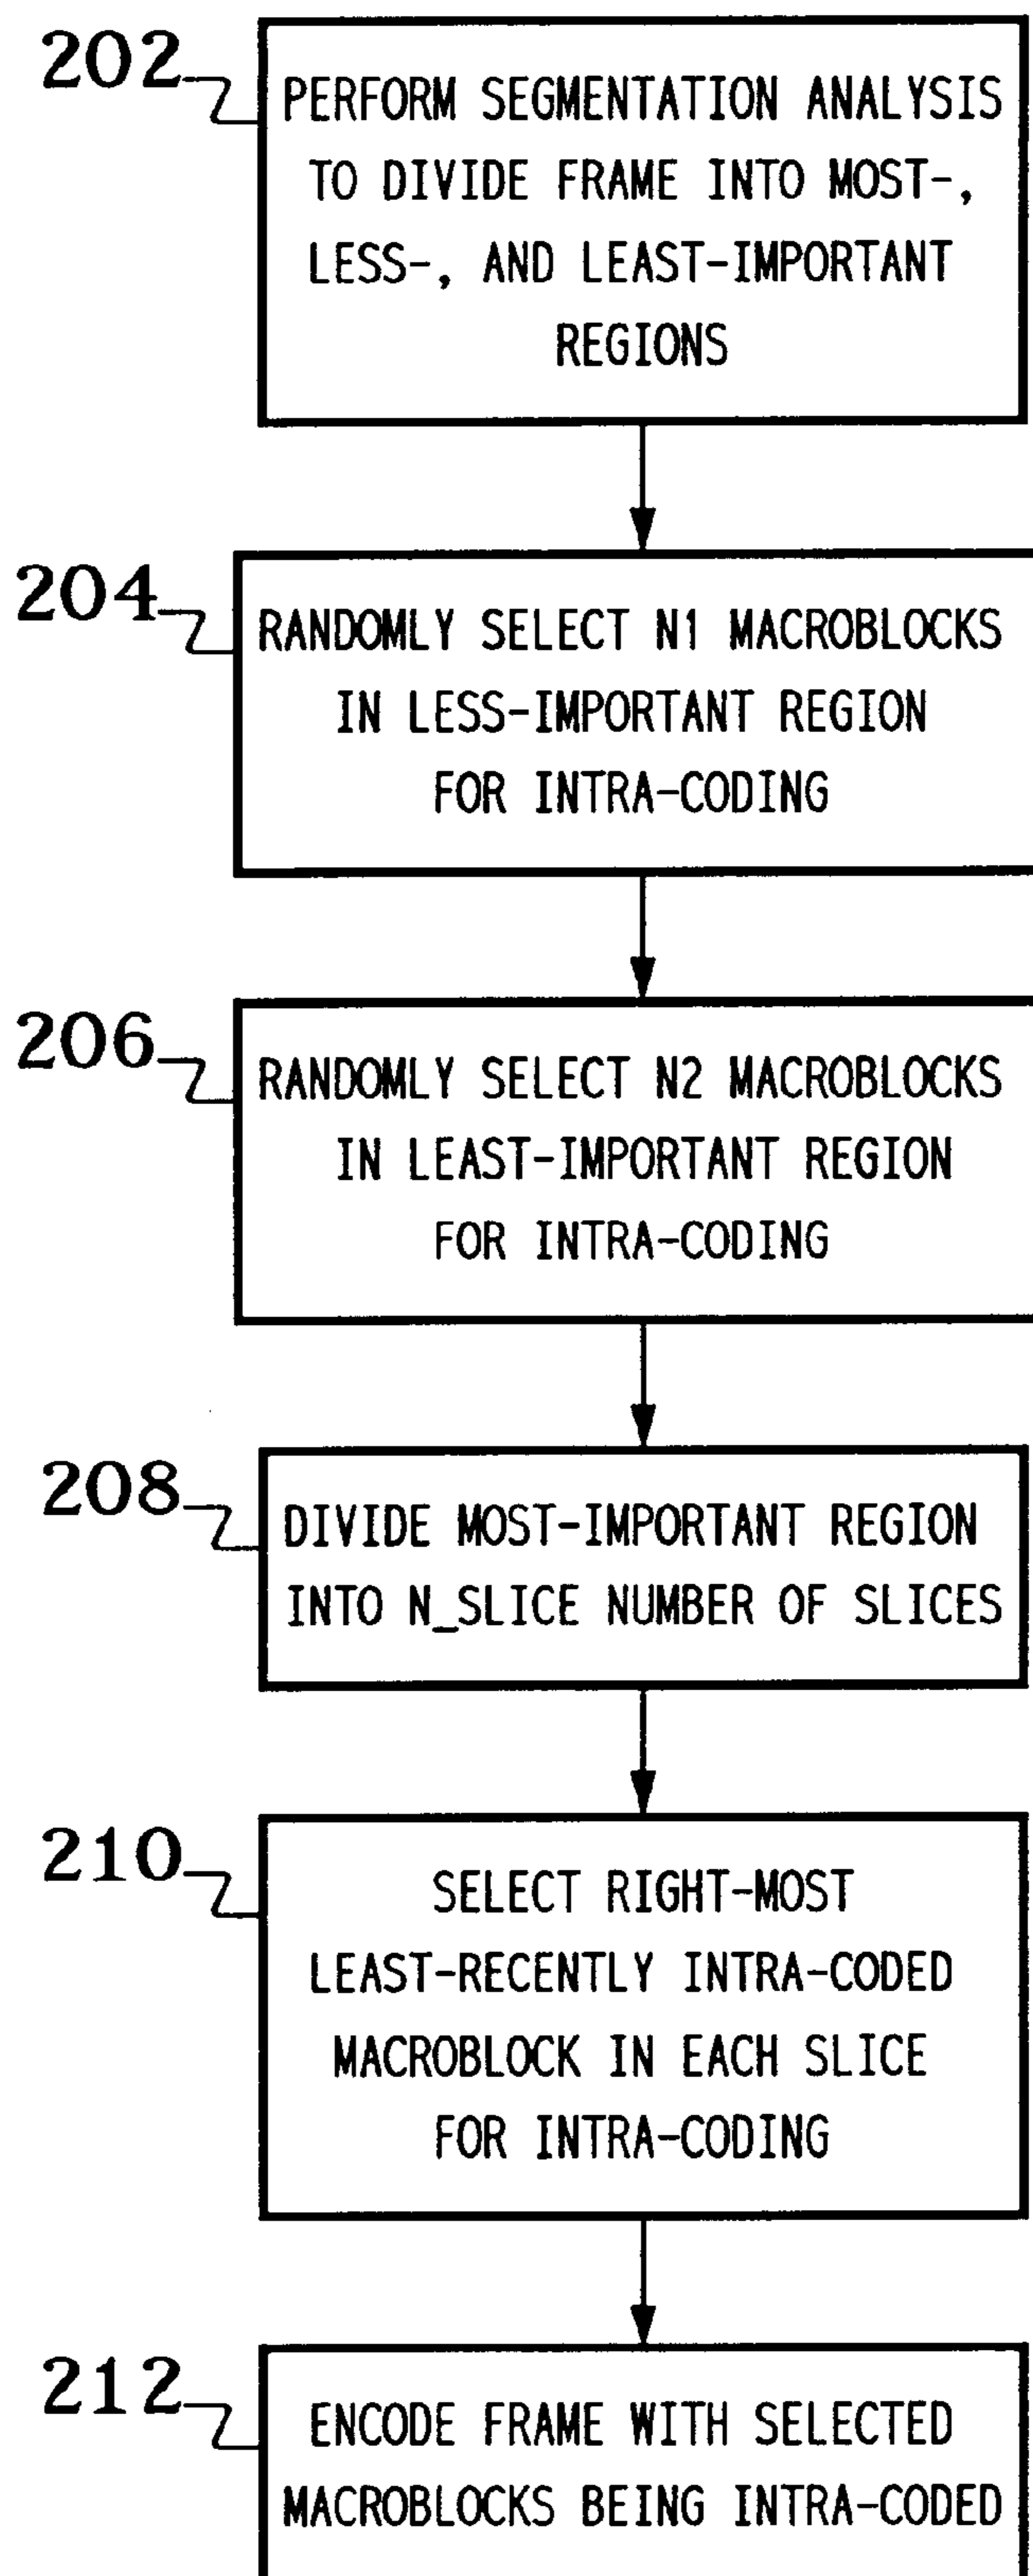 202
PERFORM SEGMENTATION ANALYSIS
TO DIVIDE FRAME INTO MOST-,
LESS-, AND LEAST-IMPORTANT
REGIONS
204
RANDOMLY SELECT N1 MACROBLOCKS
IN LESS-IMPORTANT REGION
FOR INTRA-CODING
206
RANDOMLY SELECT N2 MACROBLOCKS
IN LEAST-IMPORTANT REGION
FOR INTRA-CODING
208
DIVIDE MOST-IMPORTANT REGION
INTO N_SLICE NUMBER OF SLICES
210
SELECT RIGHT-MOST
LEAST-RECENTLY INTRA-CODED
MACROBLOCK IN EACH SLICE
FOR INTRA-CODING
212
ENCODE FRAME WITH SELECTED
MACROBLOCKS BEING INTRA-CODED